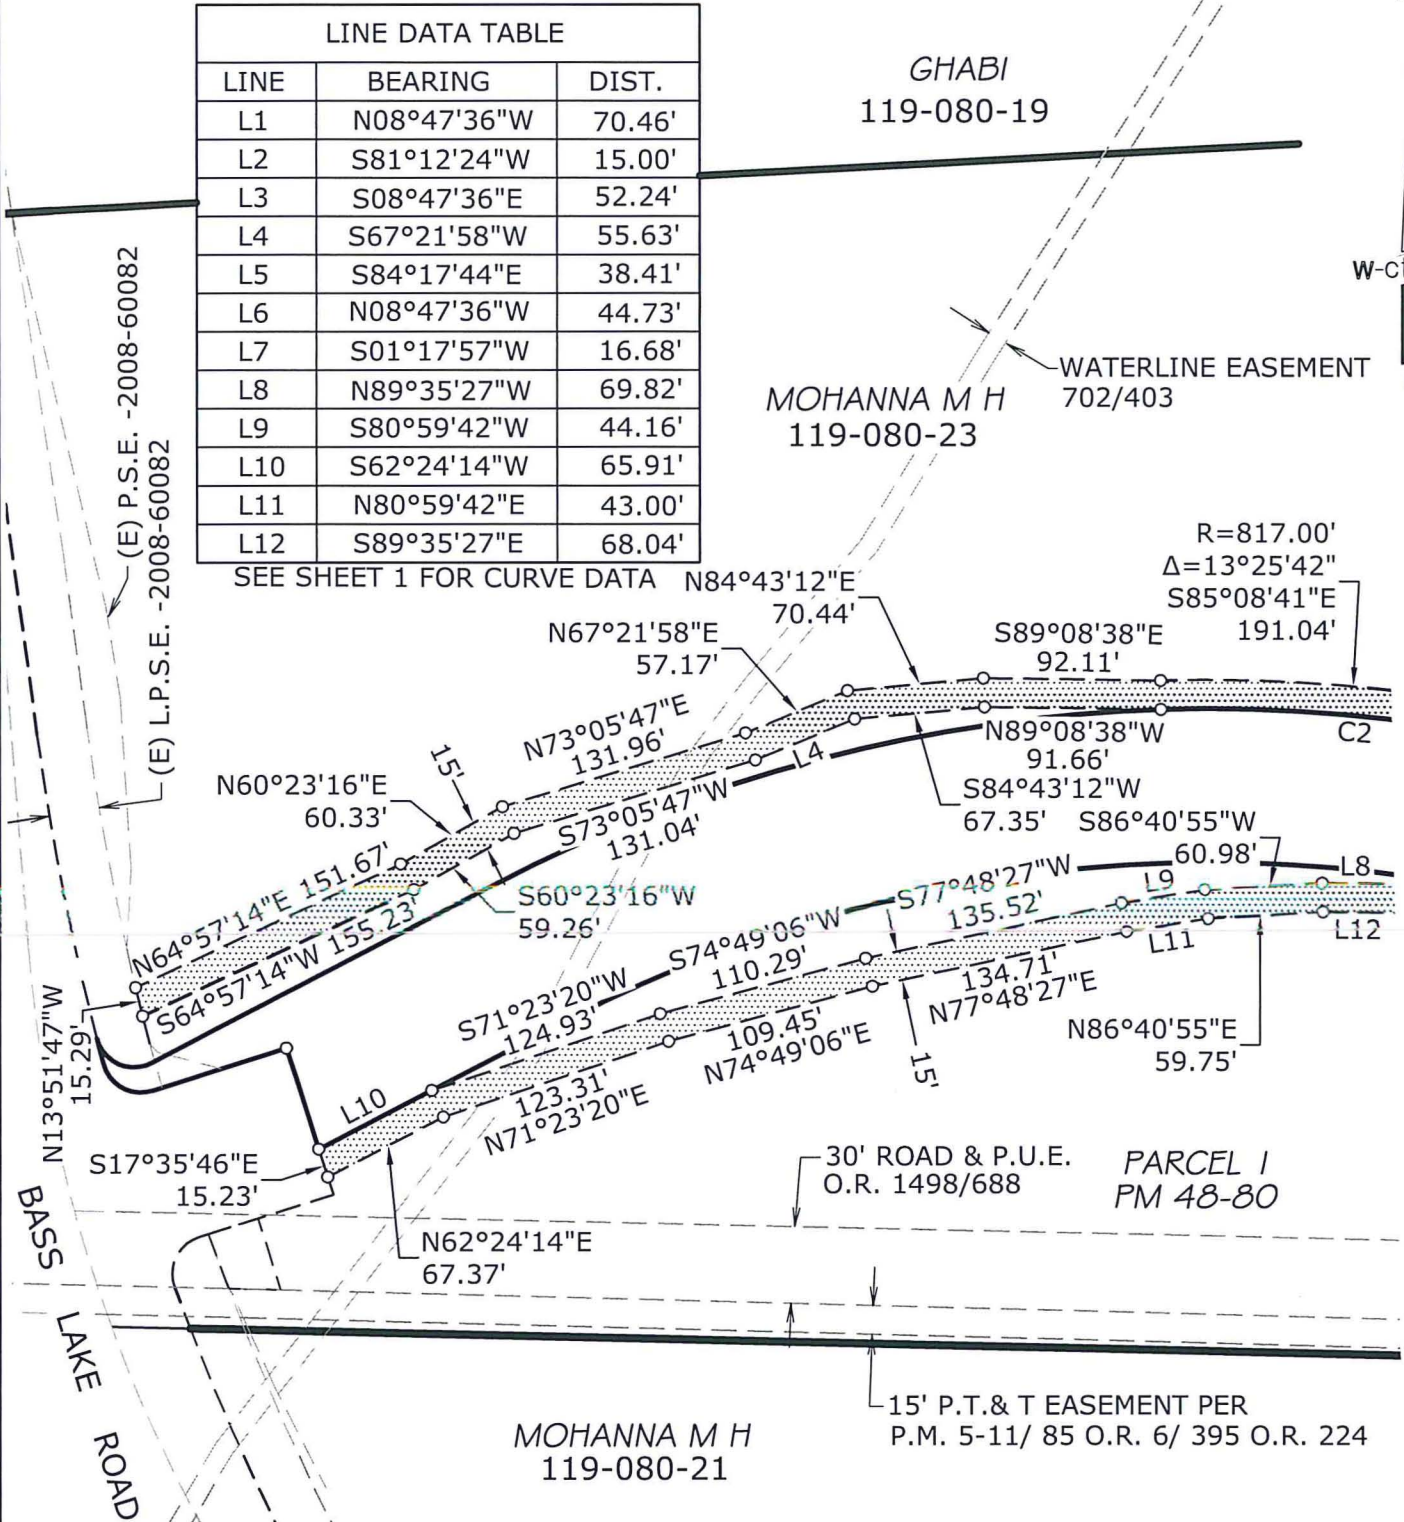 LINE DATA TABLE
LINE BEARING DIST.
L1 N08°47'36"W 70.46'
L2 S81°12'24"W 15.00'
L3 S08°47'36"E 52.24'
L4 S67°21'58"W 55.63'
L5 S84°17'44"E 38.41'
L6 N08°47'36"W 44.73'
L7 S01°17'57"W 16.68'
L8 N89°35'27"W 69.82'
L9 S80°59'42"W 44.16'
L10 S62°24'14"W 65.91'
L11 N80°59'42"E 43.00'
L12 S89°35'27"E 68.04'
SEE SHEET 1 FOR CURVE DATA
GHABI
119-080-19
W-c
WATERLINE EASEMENT
702/403
MOHANNA M H
119-080-23
(E) P.S.E. -2008-60082
(E) L.P.S.E. -2008-60082
R=817.00'
Δ=13°25'42"
S85°08'41"E
191.04'
N84°43'12"E
70.44'
N67°21'58"E
57.17'
S89°08'38"E
92.11'
N73°05'47"E
131.96'
15'
N60°23'16"E
60.33'
N89°08'38"W
91.66'
C2
L4
S73°05'47"W
131.04'
S84°43'12"W
67.35'
S86°40'55"W
60.98'
L8
N64°57'14"E 151.67'
S64°57'14"W 155.23'
S60°23'16"W
59.26'
S77°48'27"W
135.52'
L9
L11
L12
S74°49'06"W
110.29'
134.71'
N77°48'27"E
S71°23'20"W
124.93'
109.45'
N74°49'06"E
15'
N86°40'55"E
59.75'
N13°51'47"W
15.29'
L10
123.31'
N71°23'20"E
S17°35'46"E
15.23'
N62°24'14"E
67.37'
30' ROAD & P.U.E.
O.R. 1498/688
PARCEL 1
PM 48-80
BASS LAKE ROAD
15' P.T.& T EASEMENT PER
P.M. 5-11/ 85 O.R. 6/ 395 O.R. 224
MOHANNA M H
119-080-21